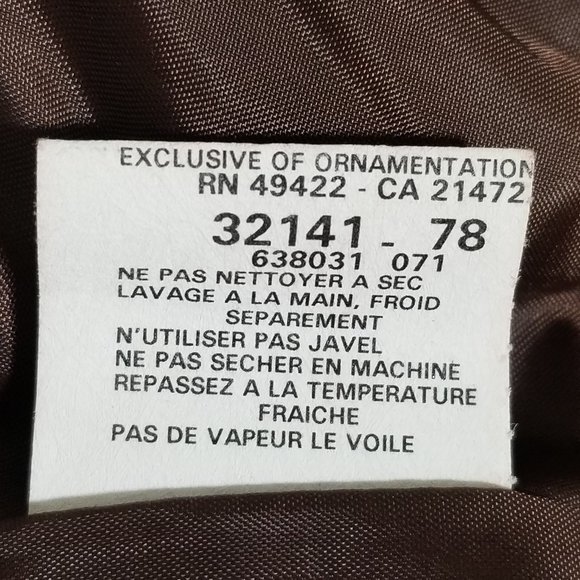 EXCLUSIVE OF ORNAMENTATION
RN 49422 - CA 21472
32141 - 78
638031 071
NE PAS NETTOYER A SEC
LAVAGE A LA MAIN, FROID
SEPAREMENT
N'UTILISER PAS JAVEL
NE PAS SECHER EN MACHINE
REPASSEZ A LA TEMPERATURE
FRAICHE
PAS DE VAPEUR LE VOILE